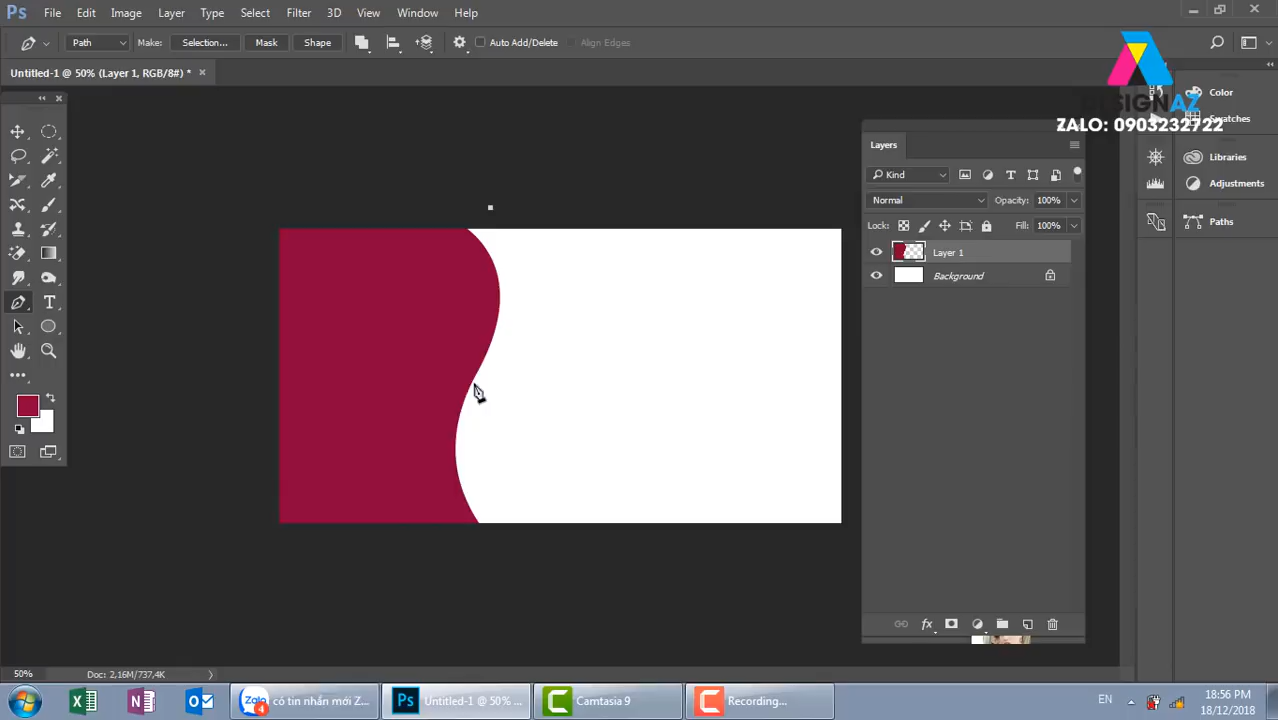 Ps File Edit Image Layer Type Select Filter 3D View Window Help
Path Make: Selection... Mask Shape Auto Add/Delete Align Edges
Untitled-1 @ 50% (Layer 1, RGB/8#) * ×
Color
ZALO: 0903232722
Swatches
Layers
Libraries
Kind
Adjustments
Normal Opacity: 100%
Lock: Fill: 100%
Paths
Layer 1
Background
fx
50% Doc: 2,16M/737,4K
Zalo 4 có tin nhắn mới Z... Ps Untitled-1 @ 50% ... Camtasia 9 Recording... EN 18:56 PM
18/12/2018